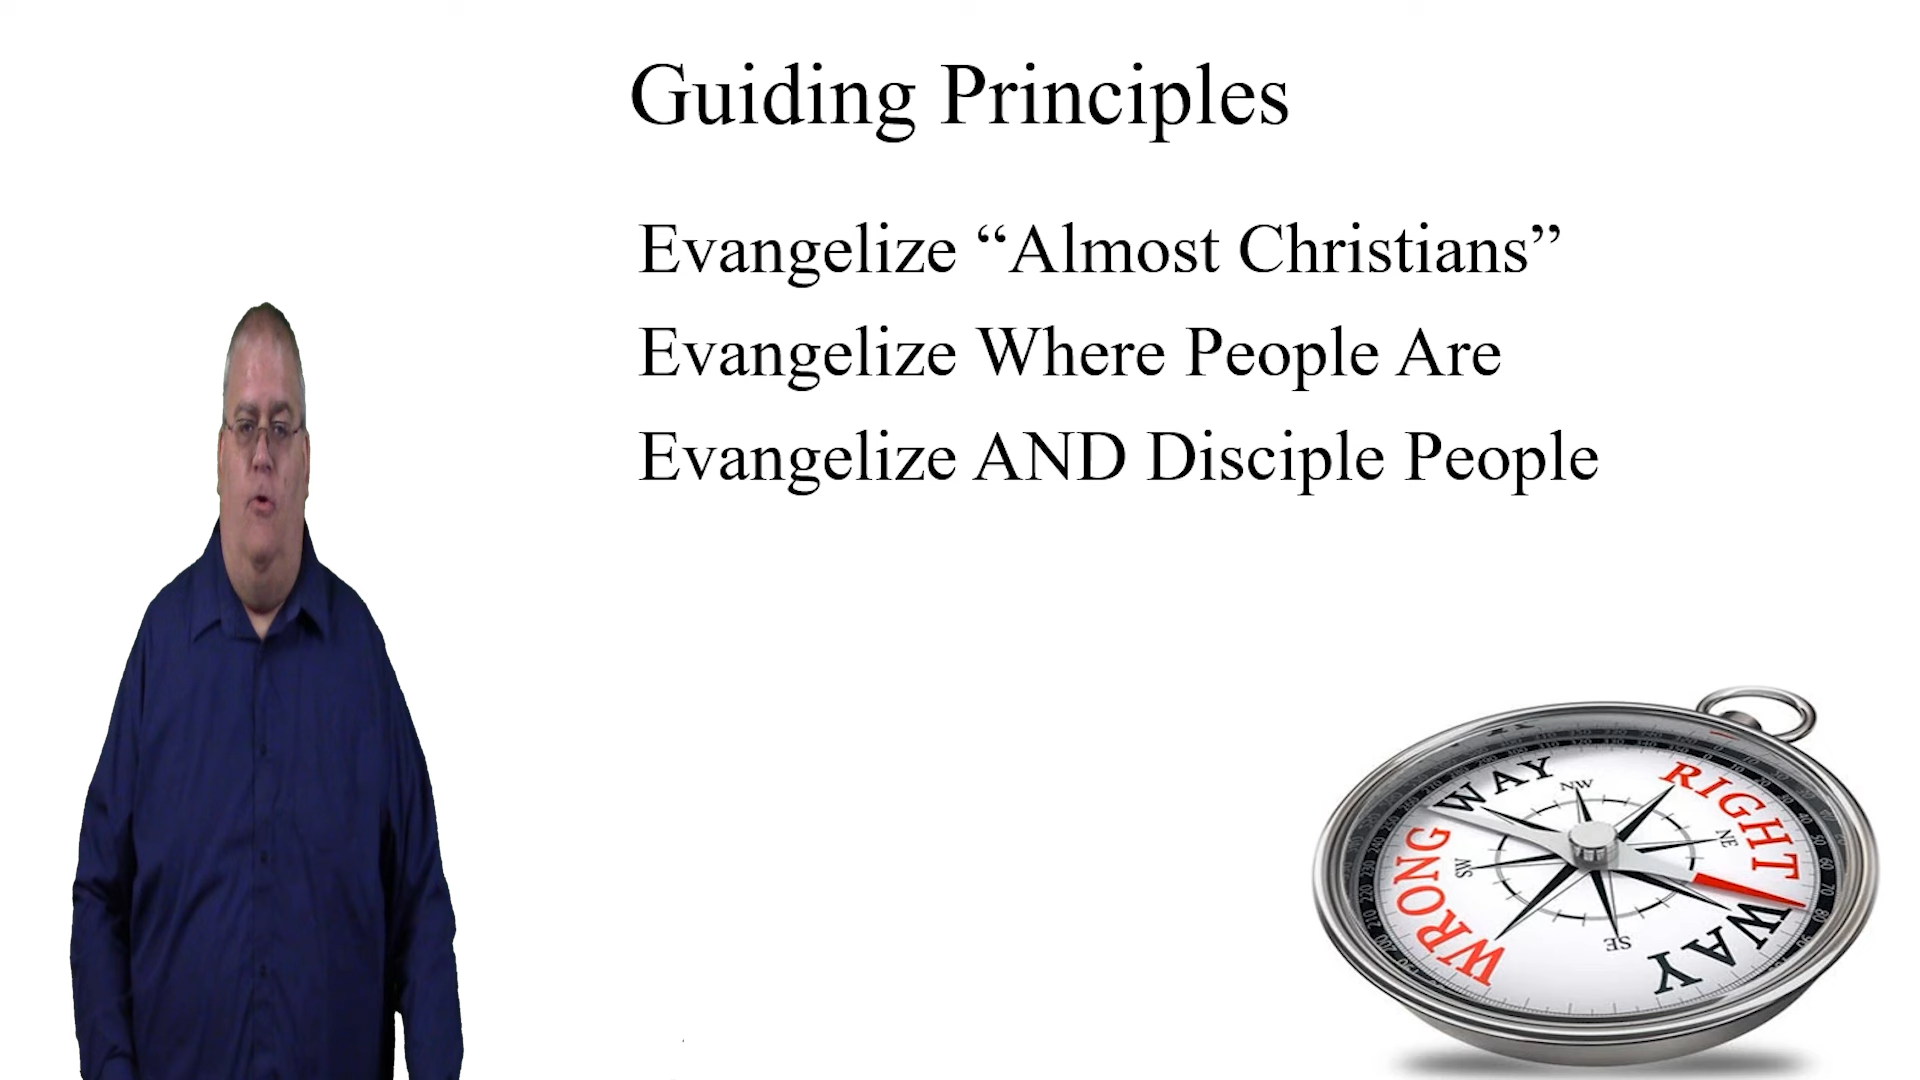 Guiding Principles
Evangelize “Almost Christians”
Evangelize Where People Are
Evangelize AND Disciple People
WRONG WAY
RIGHT WAY
NW
NE
SW
SE